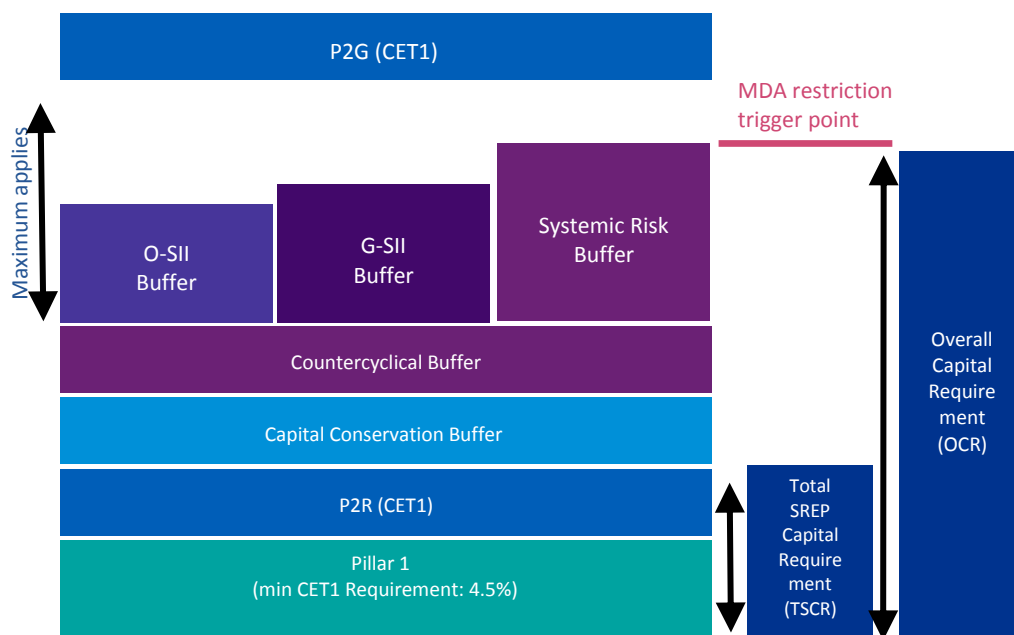 P2G (CET1)
MDA restriction
trigger point
Maximum applies
O-SII
Buffer
G-SII
Buffer
Systemic Risk
Buffer
Countercyclical Buffer
Capital Conservation Buffer
P2R (CET1)
Pillar 1
(min CET1 Requirement: 4.5%)
Total
SREP
Capital
Require
ment
(TSCR)
Overall
Capital
Require
ment
(OCR)